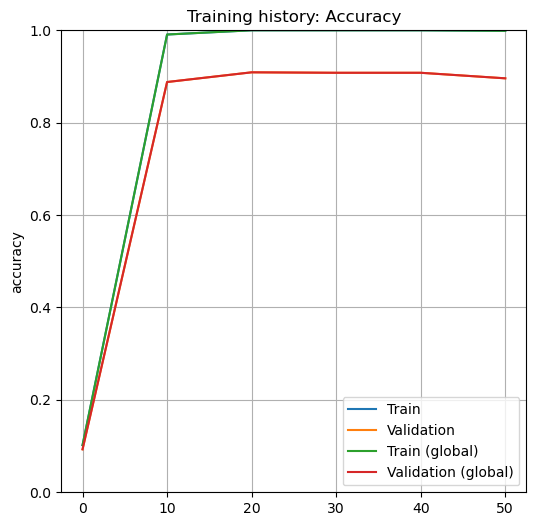 Training history: Accuracy
1.0
0.8
0.6
0.4
0.2
0.0
accuracy
Train
Validation
Train (global)
Validation (global)
0 10 20 30 40 50